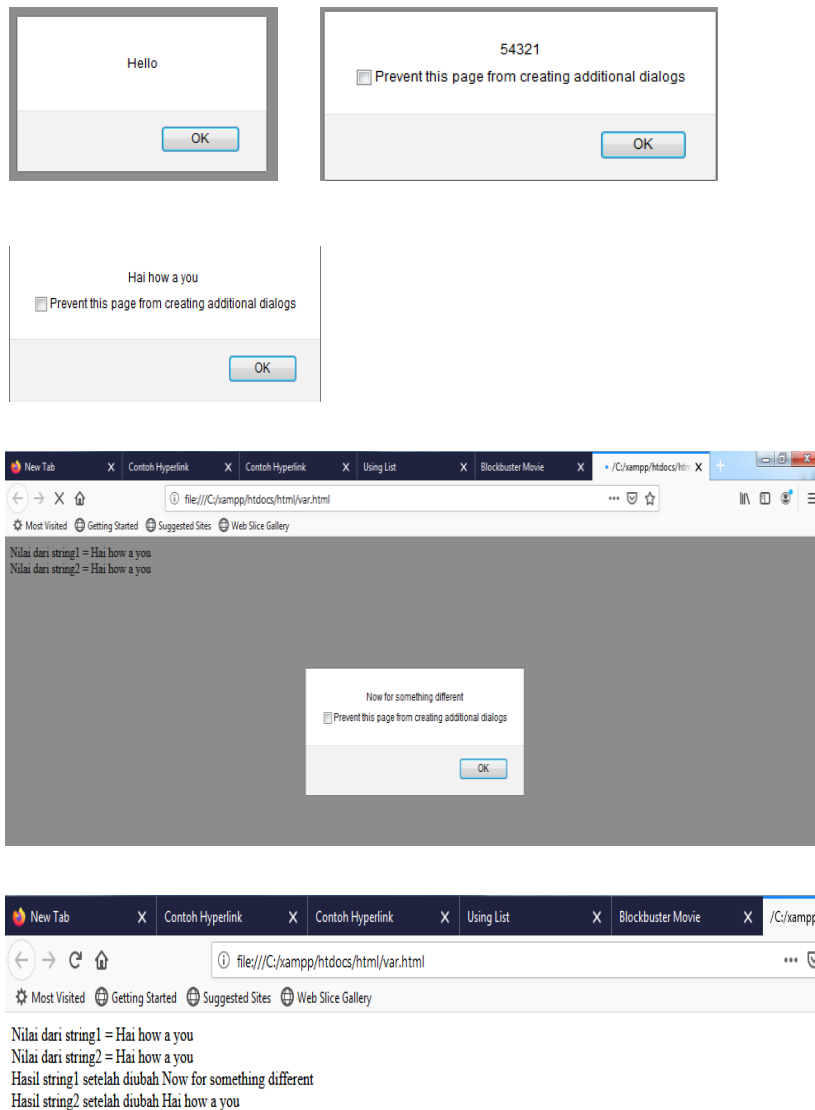 Hello
OK
54321
Prevent this page from creating additional dialogs
OK
Hai how a you
Prevent this page from creating additional dialogs
OK
New Tab X Contoh Hyperlink X Contoh Hyperlink X Using List X Blockbuster Movie X /C:/xampp/htdocs/htm X
file:///C:/xampp/htdocs/html/var.html
Most Visited Getting Started Suggested Sites Web Slice Gallery
Nilai dari string1 = Hai how a you
Nilai dari string2 = Hai how a you
Now for something different
Prevent this page from creating additional dialogs
OK
New Tab X Contoh Hyperlink X Contoh Hyperlink X Using List X Blockbuster Movie X /C:/xampp
file:///C:/xampp/htdocs/html/var.html
Most Visited Getting Started Suggested Sites Web Slice Gallery
Nilai dari string1 = Hai how a you
Nilai dari string2 = Hai how a you
Hasil string1 setelah diubah Now for something different
Hasil string2 setelah diubah Hai how a you